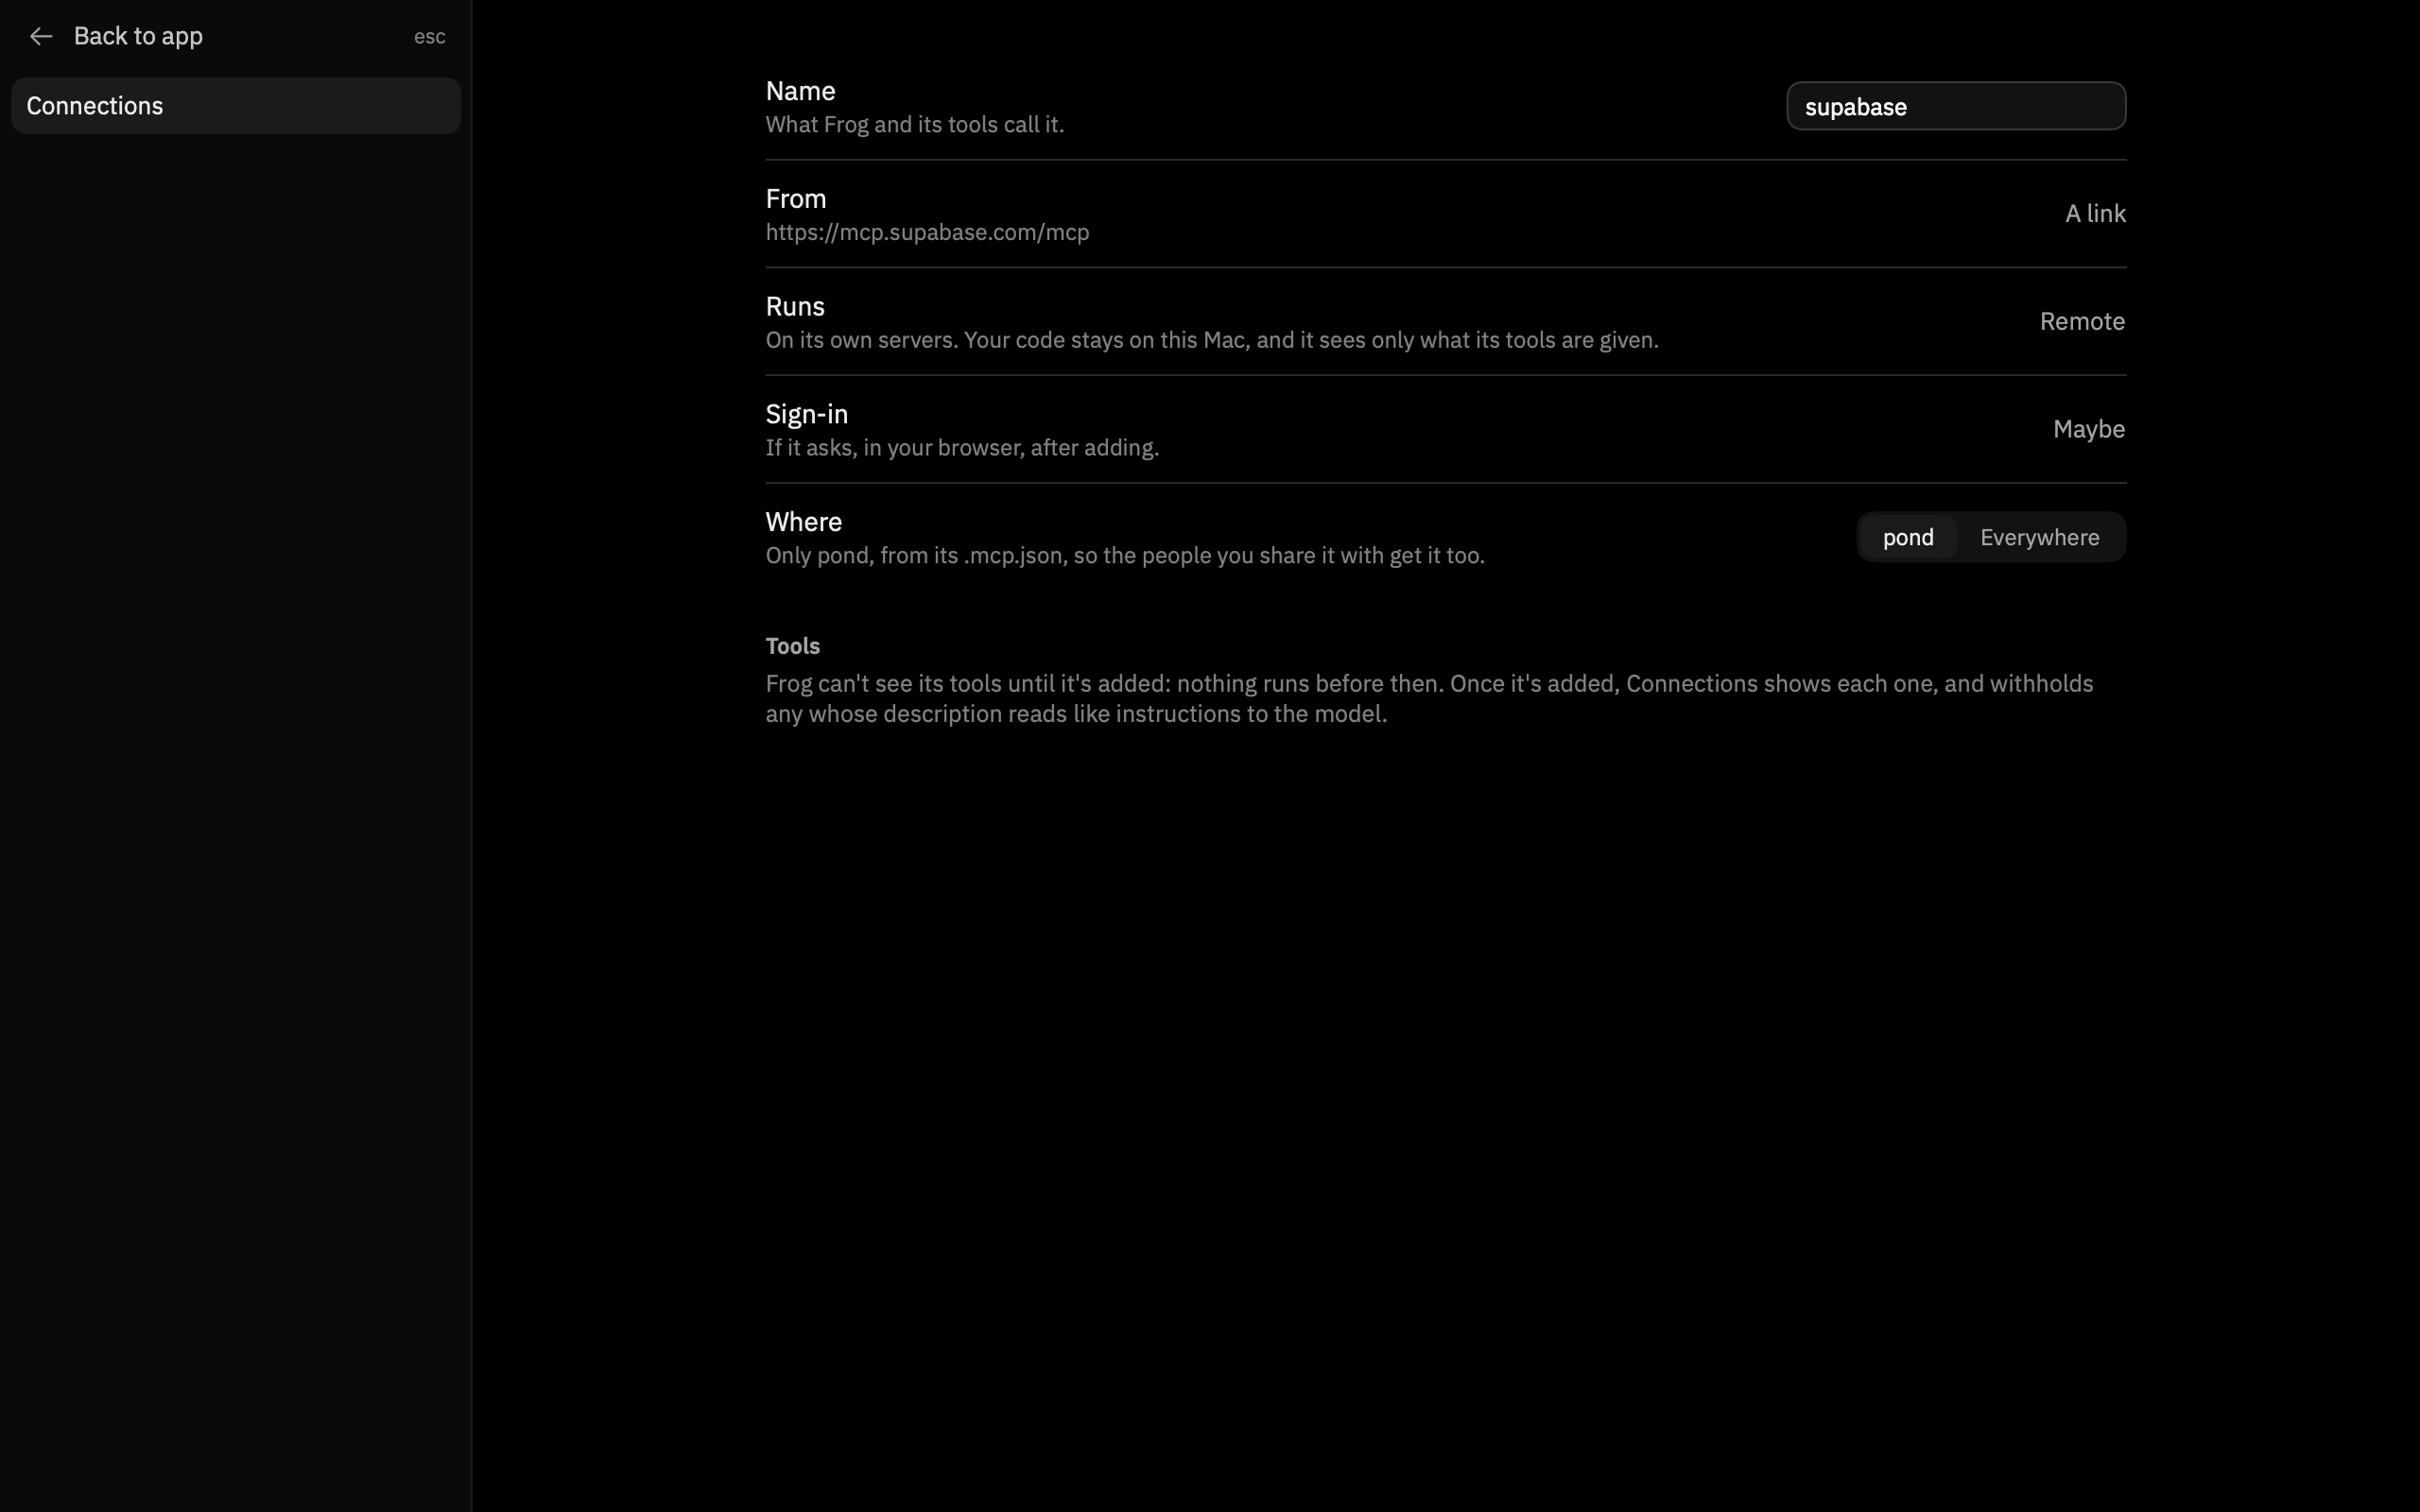 Back to app
esc
Connections
Name
What Frog and its tools call it.
supabase
From
https://mcp.supabase.com/mcp
A link
Runs
On its own servers. Your code stays on this Mac, and it sees only what its tools are given.
Remote
Sign-in
If it asks, in your browser, after adding.
Maybe
Where
Only pond, from its .mcp.json, so the people you share it with get it too.
pond
Everywhere
Tools
Frog can't see its tools until it's added: nothing runs before then. Once it's added, Connections shows each one, and withholds
any whose description reads like instructions to the model.